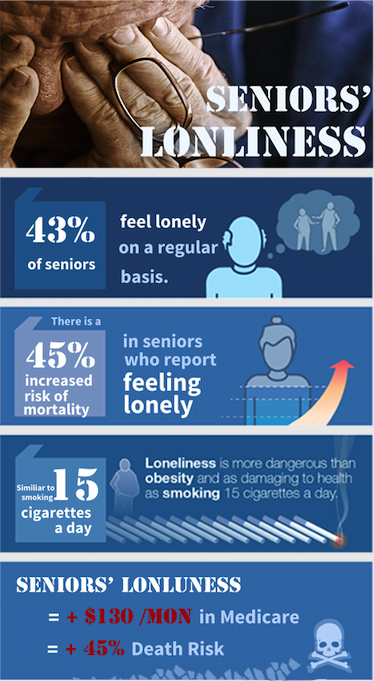 SENIORS'
LONLINESS
43%
of seniors
feel lonely
on a regular
basis.
There is a
45%
increased
risk of
mortality
in seniors
who report
feeling
lonely
Similiar to
smoking 15
cigarettes
a day
Loneliness is more dangerous than
obesity and as damaging to health
as smoking 15 cigarettes a day.
SENIORS' LONLUNESS
= + $130 /MON in Medicare
= + 45% Death Risk